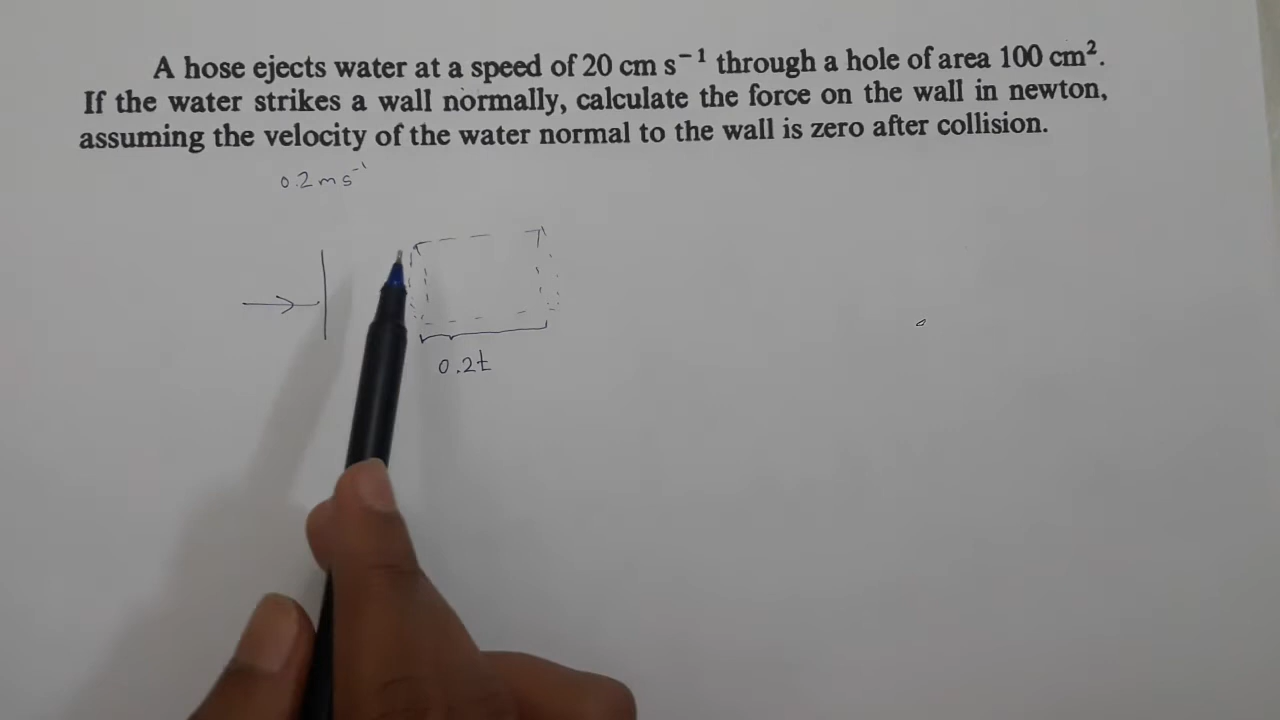 A hose ejects water at a speed of 20 cm s⁻¹ through a hole of area 100 cm².
If the water strikes a wall normally, calculate the force on the wall in newton,
assuming the velocity of the water normal to the wall is zero after collision.
0.2 m s⁻¹
0.2t